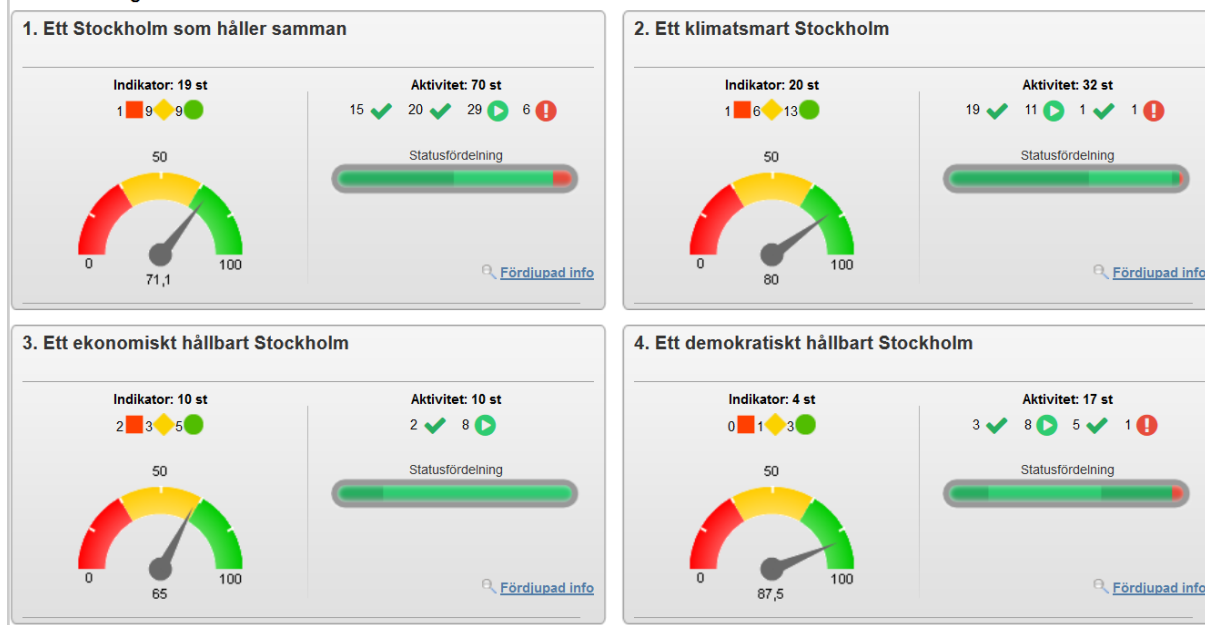 1. Ett Stockholm som håller samman
Indikator: 19 st
1 9 9
Aktivitet: 70 st
15 20 29 6
Statusfördelning
50
0
100
71,1
Fördjupad info
2. Ett klimatsmart Stockholm
Indikator: 20 st
1 6 13
Aktivitet: 32 st
19 11 1 1
Statusfördelning
50
0
100
80
Fördjupad info
3. Ett ekonomiskt hållbart Stockholm
Indikator: 10 st
2 3 5
Aktivitet: 10 st
2 8
Statusfördelning
50
0
100
65
Fördjupad info
4. Ett demokratiskt hållbart Stockholm
Indikator: 4 st
0 1 3
Aktivitet: 17 st
3 8 5 1
Statusfördelning
50
0
100
87,5
Fördjupad info